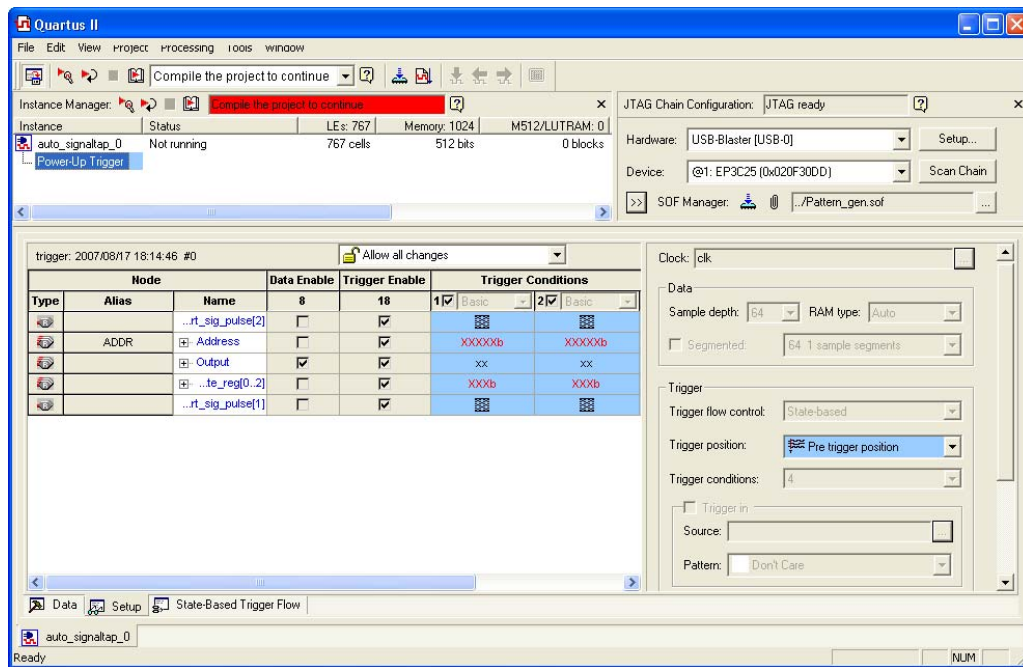 Quartus II
File Edit View Project Processing Tools Window
Compile the project to continue
Instance Manager: Compile the project to continue
JTAG Chain Configuration: JTAG ready
Instance Status LEs: 767 Memory: 1024 M512/LUTRAM: 0
auto_signaltap_0 Not running 767 cells 512 bits 0 blocks
Power-Up Trigger
Hardware: USB-Blaster [USB-0] Setup...
Device: @1: EP3C25 (0x020F30DD) Scan Chain
>> SOF Manager: ../Pattern_gen.sof ...
trigger: 2007/08/17 18:14:46 #0 Allow all changes
Node Data Enable Trigger Enable Trigger Conditions
Type Alias Name 8 18 1 Basic 2 Basic
...rt_sig_pulse[2]
ADDR Address XXXXXb XXXXXb
Output XX XX
...te_reg[0..2] XXXb XXXb
...rt_sig_pulse[1]
Clock: clk ...
Data
Sample depth: 64 RAM type: Auto
Segmented: 64 1 sample segments
Trigger
Trigger flow control: State-based
Trigger position: Pre trigger position
Trigger conditions: 4
Trigger in
Source: ...
Pattern: Don't Care
Data Setup State-Based Trigger Flow
auto_signaltap_0
Ready NUM